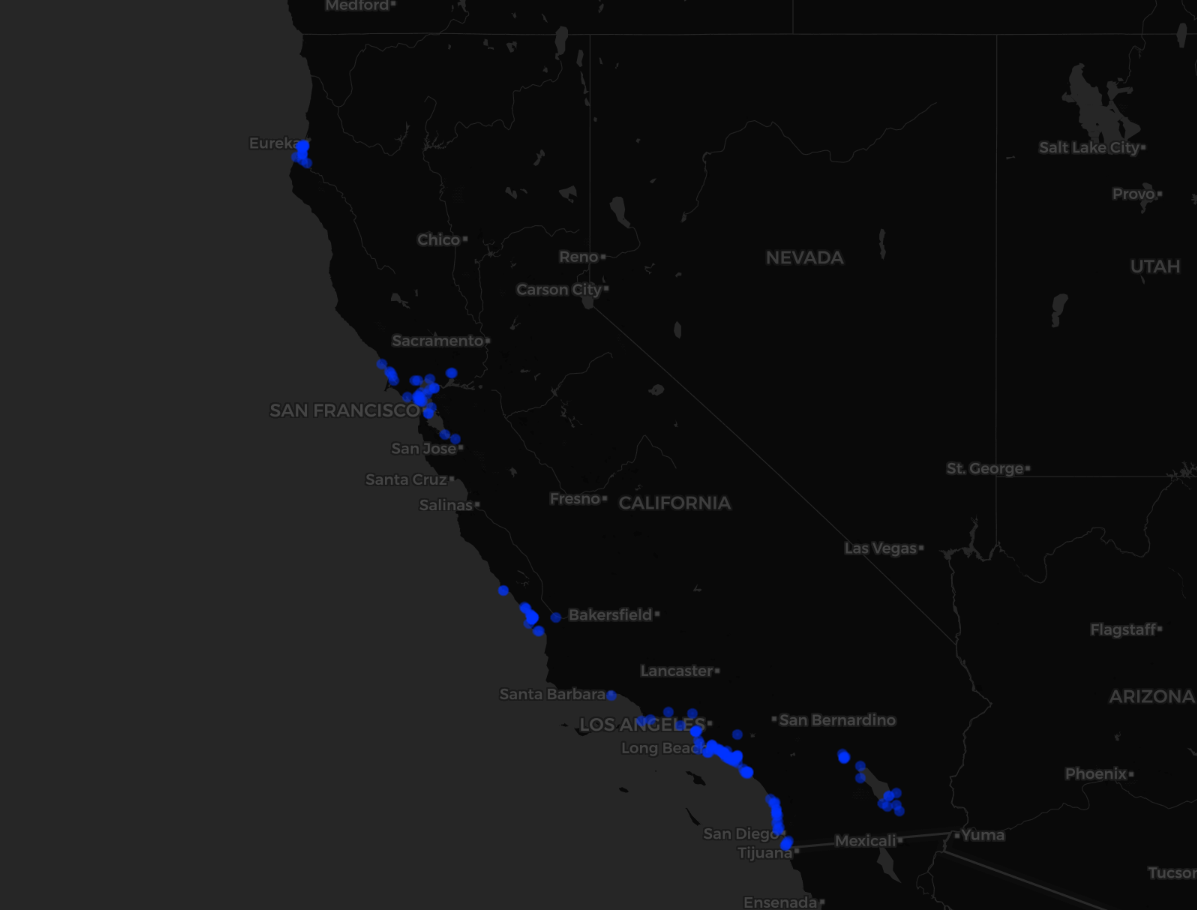 Medford
Eureka
Salt Lake City
Provo
Chico
Reno
NEVADA
UTAH
Carson City
Sacramento
SAN FRANCISCO
San Jose
St. George
Santa Cruz
Fresno
CALIFORNIA
Salinas
Las Vegas
Bakersfield
Flagstaff
Lancaster
Santa Barbara
ARIZONA
LOS ANGELES
San Bernardino
Long Beach
Phoenix
San Diego
Mexicali
Yuma
Tijuana
Tucson
Ensenada